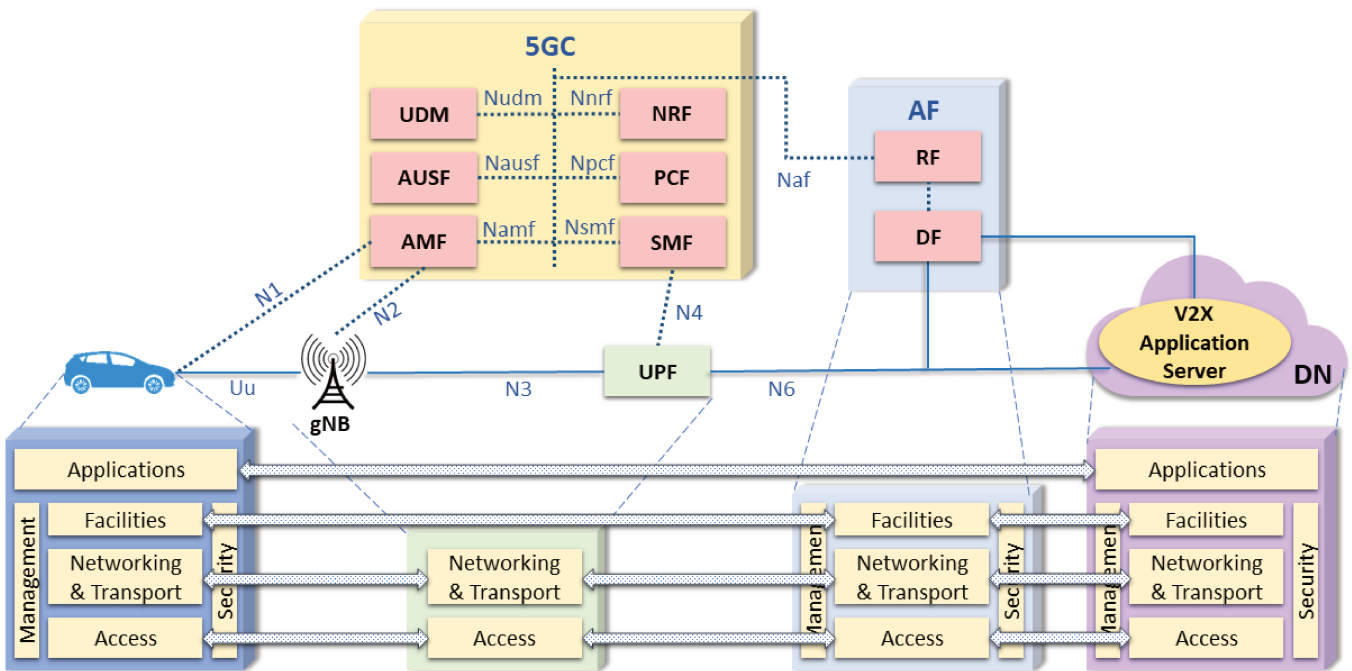 5GC
UDM
Nudm
Nnrf
NRF
AUSF
Nausf
Npcf
PCF
AMF
Namf
Nsmf
SMF
AF
RF
Naf
DF
N1
N2
N4
V2X
Application
Server
DN
Uu
gNB
N3
UPF
N6
Applications
Applications
Management
Facilities
Security
Networking
& Transport
Access
Networking
& Transport
Access
Management
Facilities
Security
Networking
& Transport
Access
Management
Facilities
Security
Networking
& Transport
Access